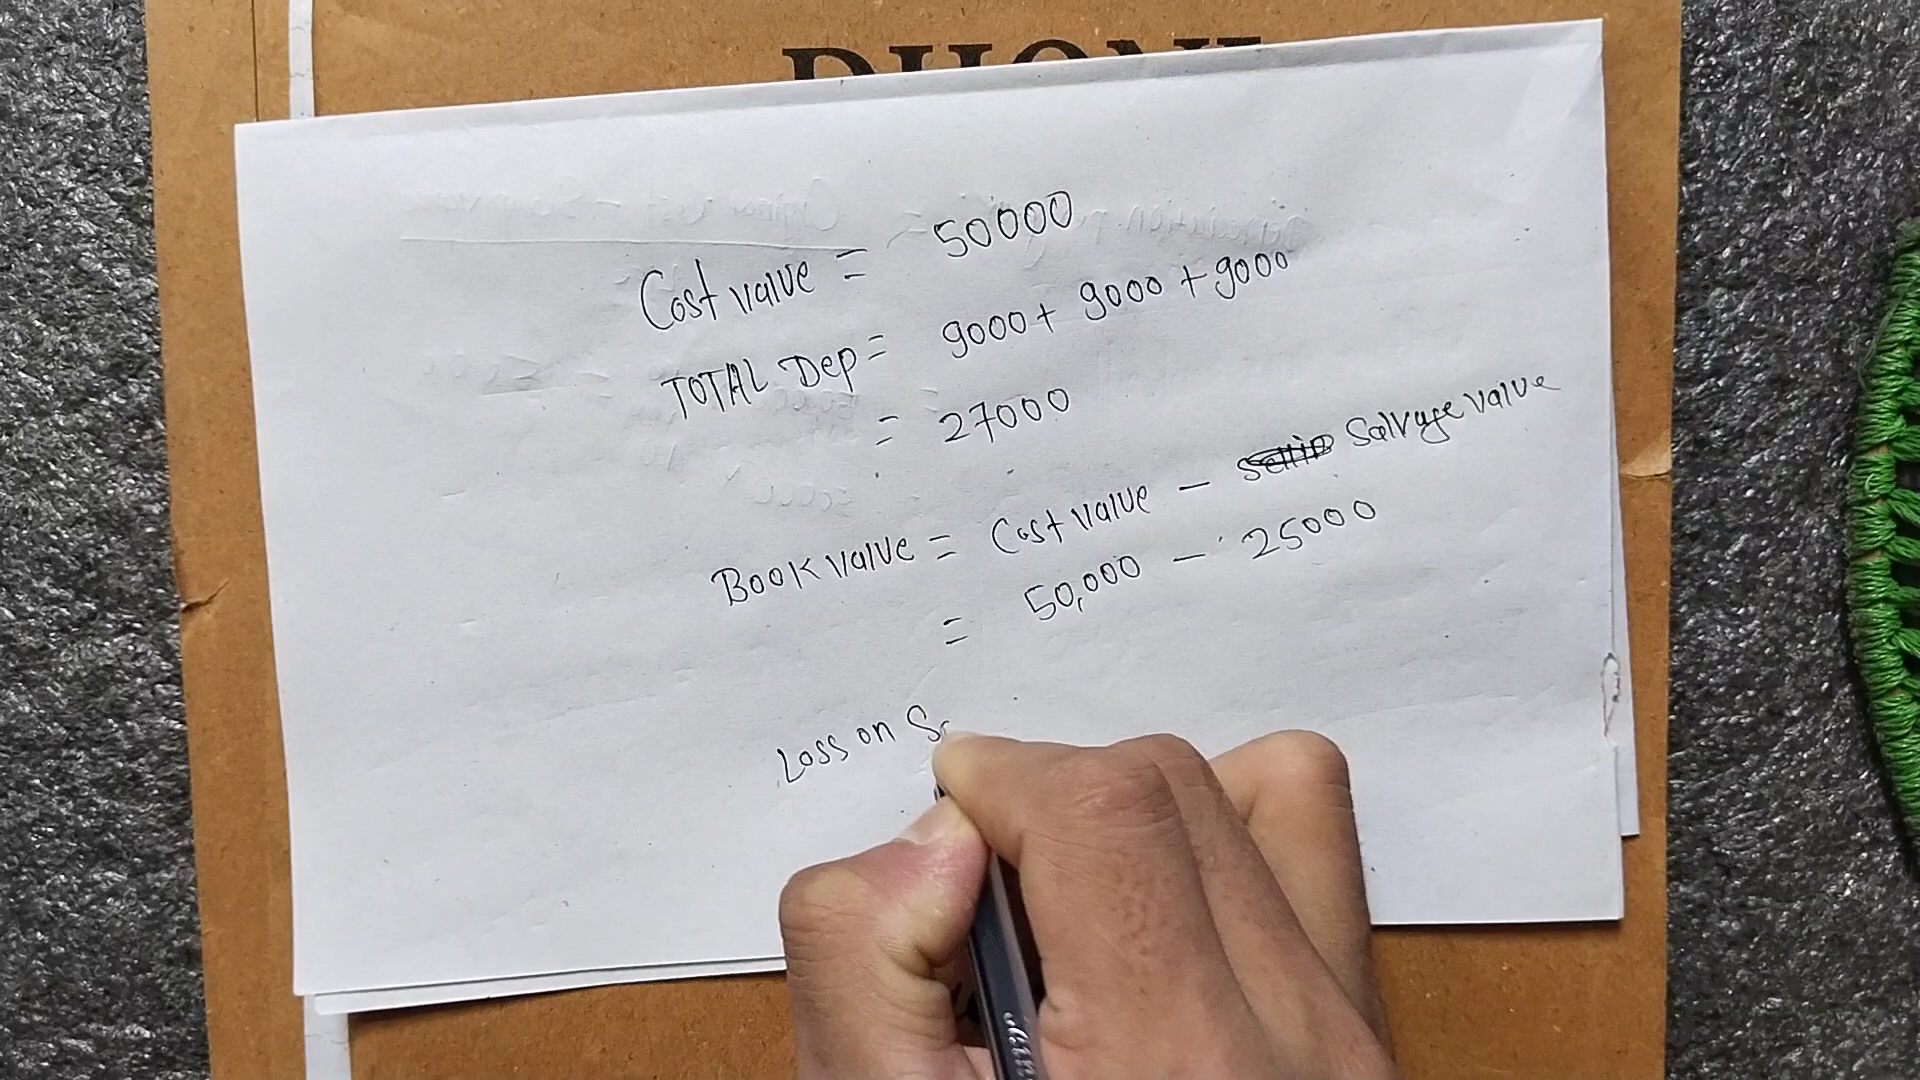 DHONI
Cost value = 50000
TOTAL Dep = 9000 + 9000 + 9000
= 27000
Book value = Cost value - Salvage value
= 50,000 - 25000
Loss on S